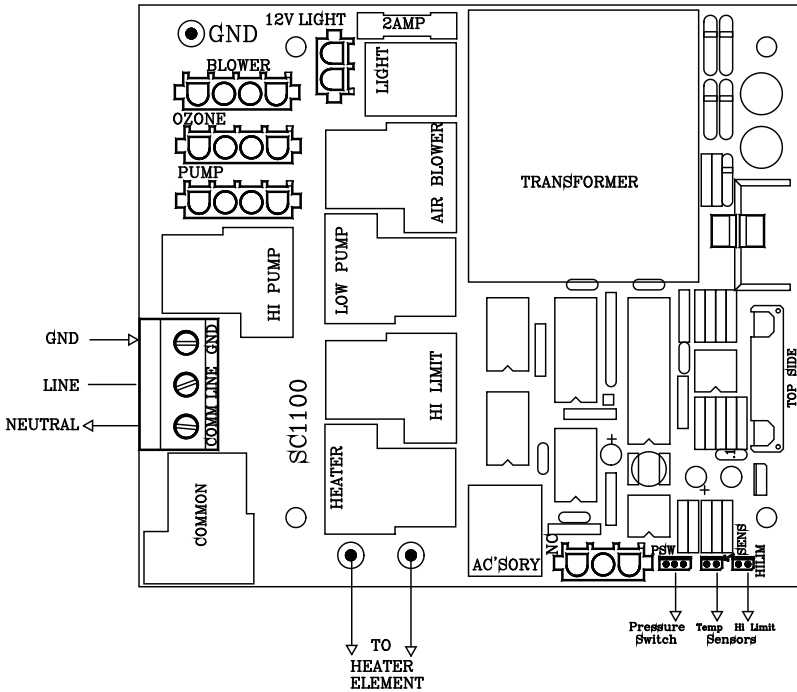 12V LIGHT
2AMP
GND
LIGHT
BLOWER
OZONE
AIR BLOWER
TRANSFORMER
PUMP
HI PUMP
LOW PUMP
GND
GND
LINE
LINE
NEUTRAL
COMM
TOP SIDE
HI LIMIT
SC1100
HEATER
+
.1
+
COMMON
NC
AC'SORY
PSW
SENS
HILIM
Pressure
Switch
Temp
Hi Limit
Sensors
TO
HEATER
ELEMENT